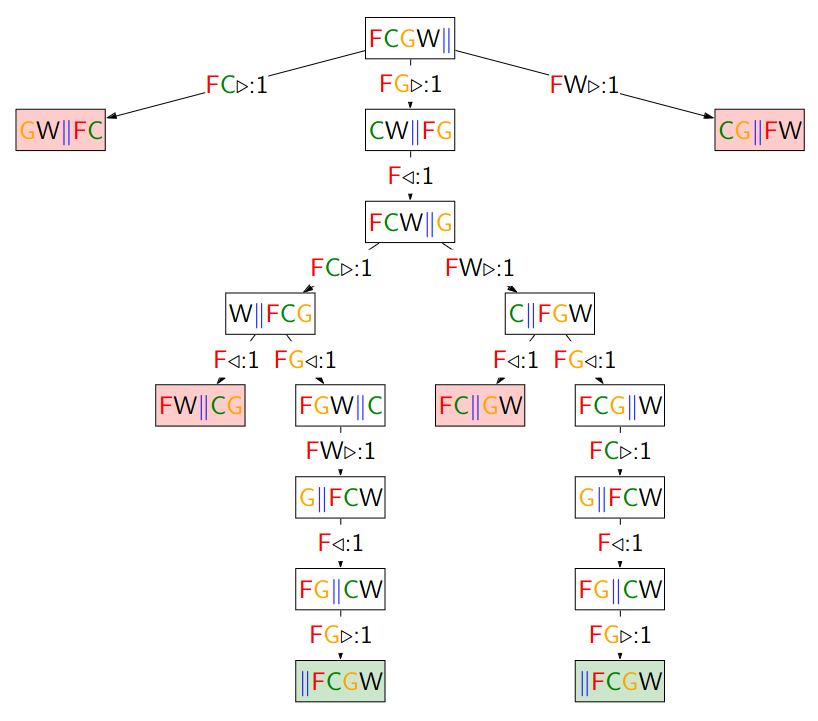 FCGW||
FC▷:1 FG▷:1 FW▷:1
GW||FC CW||FG CG||FW
F◁:1
FCW||G
FC▷:1 FW▷:1
W||FCG C||FGW
F◁:1 FG◁:1 F◁:1 FG◁:1
FW||CG FGW||C FC||GW FCG||W
FW▷:1 FC▷:1
G||FCW G||FCW
F◁:1 F◁:1
FG||CW FG||CW
FG▷:1 FG▷:1
||FCGW ||FCGW